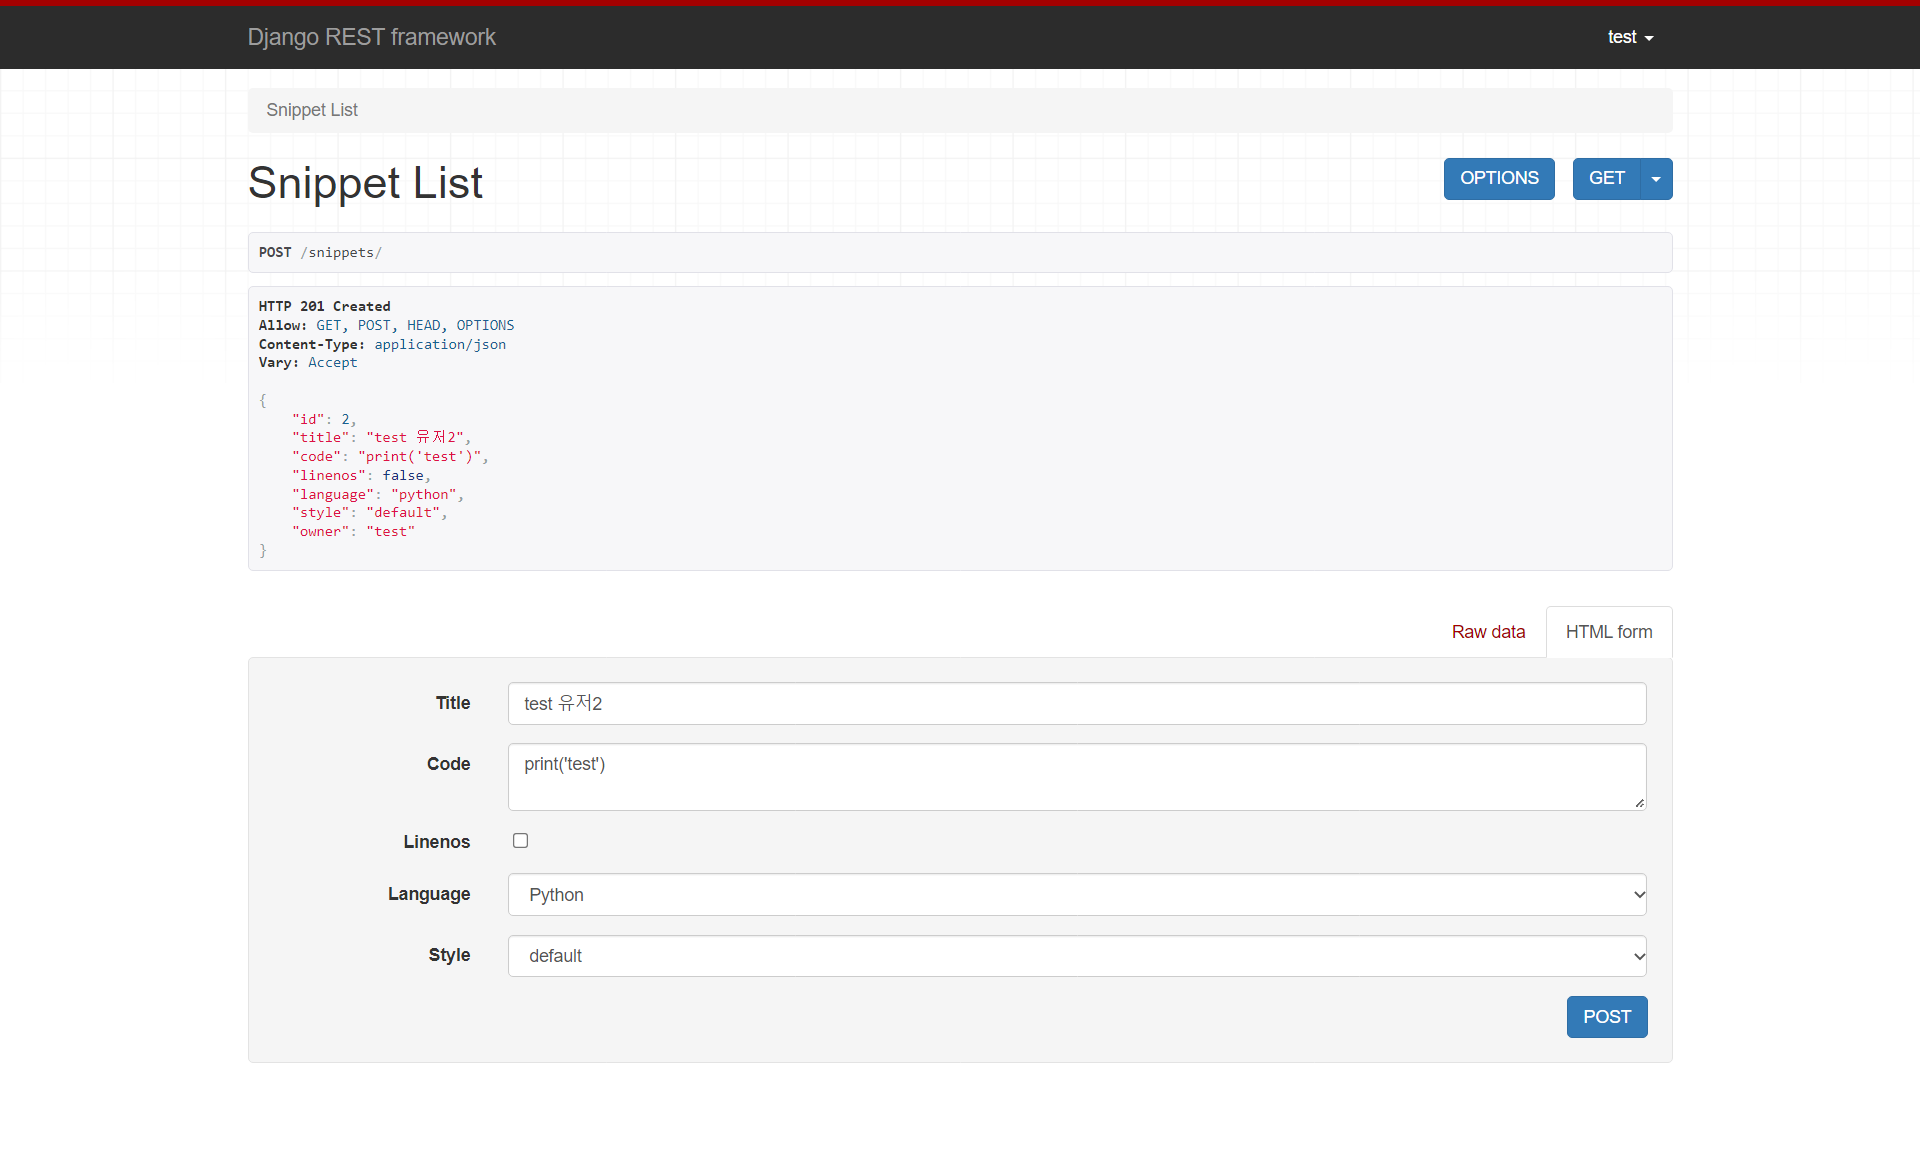 Django REST framework
test
Snippet List
Snippet List
OPTIONS
GET
POST /snippets/
HTTP 201 Created
Allow: GET, POST, HEAD, OPTIONS
Content-Type: application/json
Vary: Accept
{
    "id": 2,
    "title": "test 유저2",
    "code": "print('test')",
    "linenos": false,
    "language": "python",
    "style": "default",
    "owner": "test"
}
Raw data
HTML form
Title
test 유저2
Code
print('test')
Linenos
Language
Python
Style
default
POST